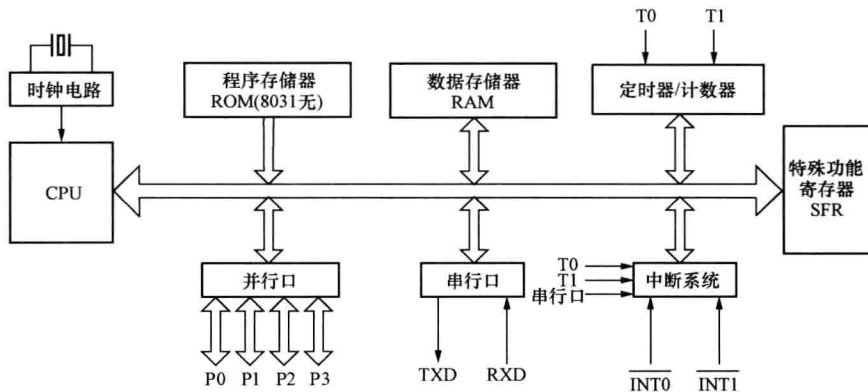 T0
T1
时钟电路
程序存储器
ROM(8031无)
数据存储器
RAM
定时器/计数器
CPU
特殊功能
寄存器
SFR
并行口
串行口
T0
T1
串行口
中断系统
P0
P1
P2
P3
TXD
RXD
INT0
INT1